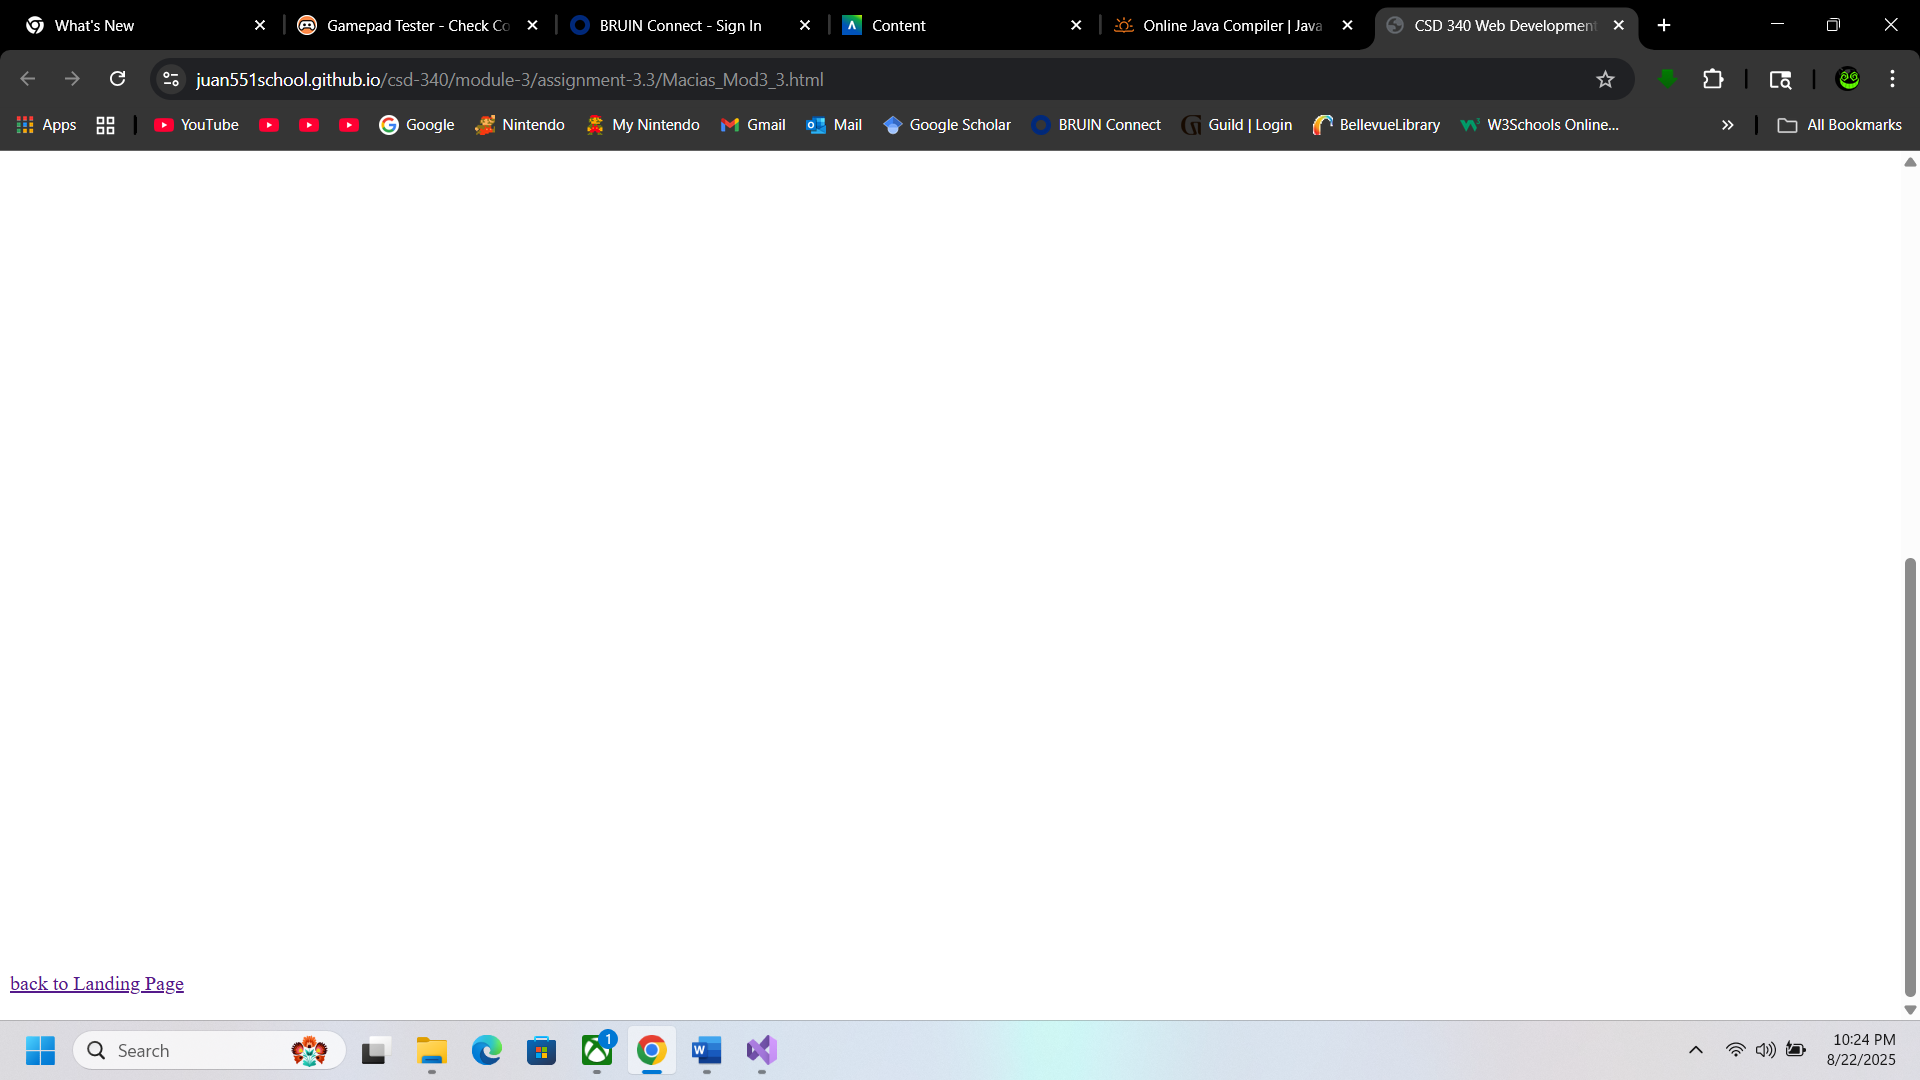 What's New
Gamepad Tester - Check Co
BRUIN Connect - Sign In
Content
Online Java Compiler | Java
CSD 340 Web Development
juan551school.github.io/csd-340/module-3/assignment-3.3/Macias_Mod3_3.html
Apps
YouTube
Google
Nintendo
My Nintendo
Gmail
Mail
Google Scholar
BRUIN Connect
Guild | Login
BellevueLibrary
W3Schools Online...
All Bookmarks
back to Landing Page
Search
1
10:24 PM
8/22/2025